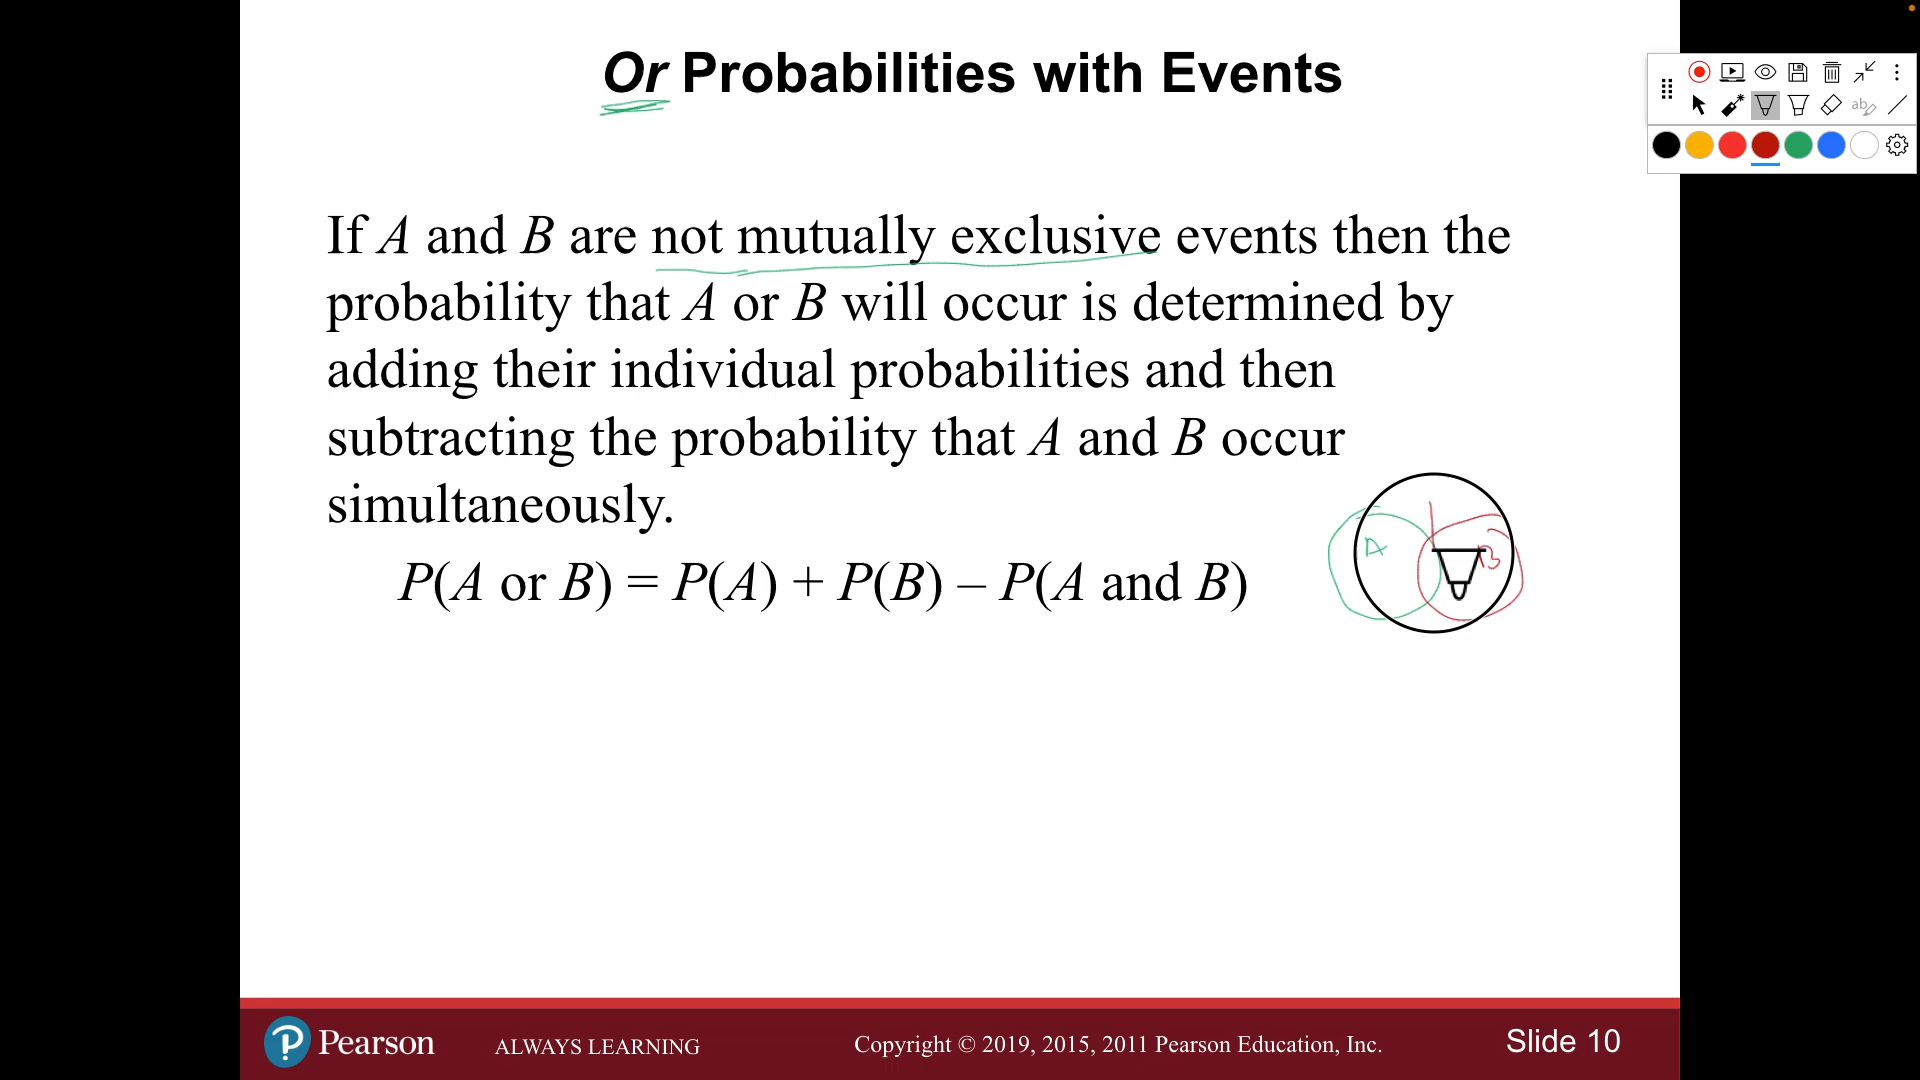 Or Probabilities with Events
If A and B are not mutually exclusive events then the
probability that A or B will occur is determined by
adding their individual probabilities and then
subtracting the probability that A and B occur
simultaneously.
P(A or B) = P(A) + P(B) – P(A and B)
A
B
Pearson
ALWAYS LEARNING
Copyright © 2019, 2015, 2011 Pearson Education, Inc.
Slide 10
ab